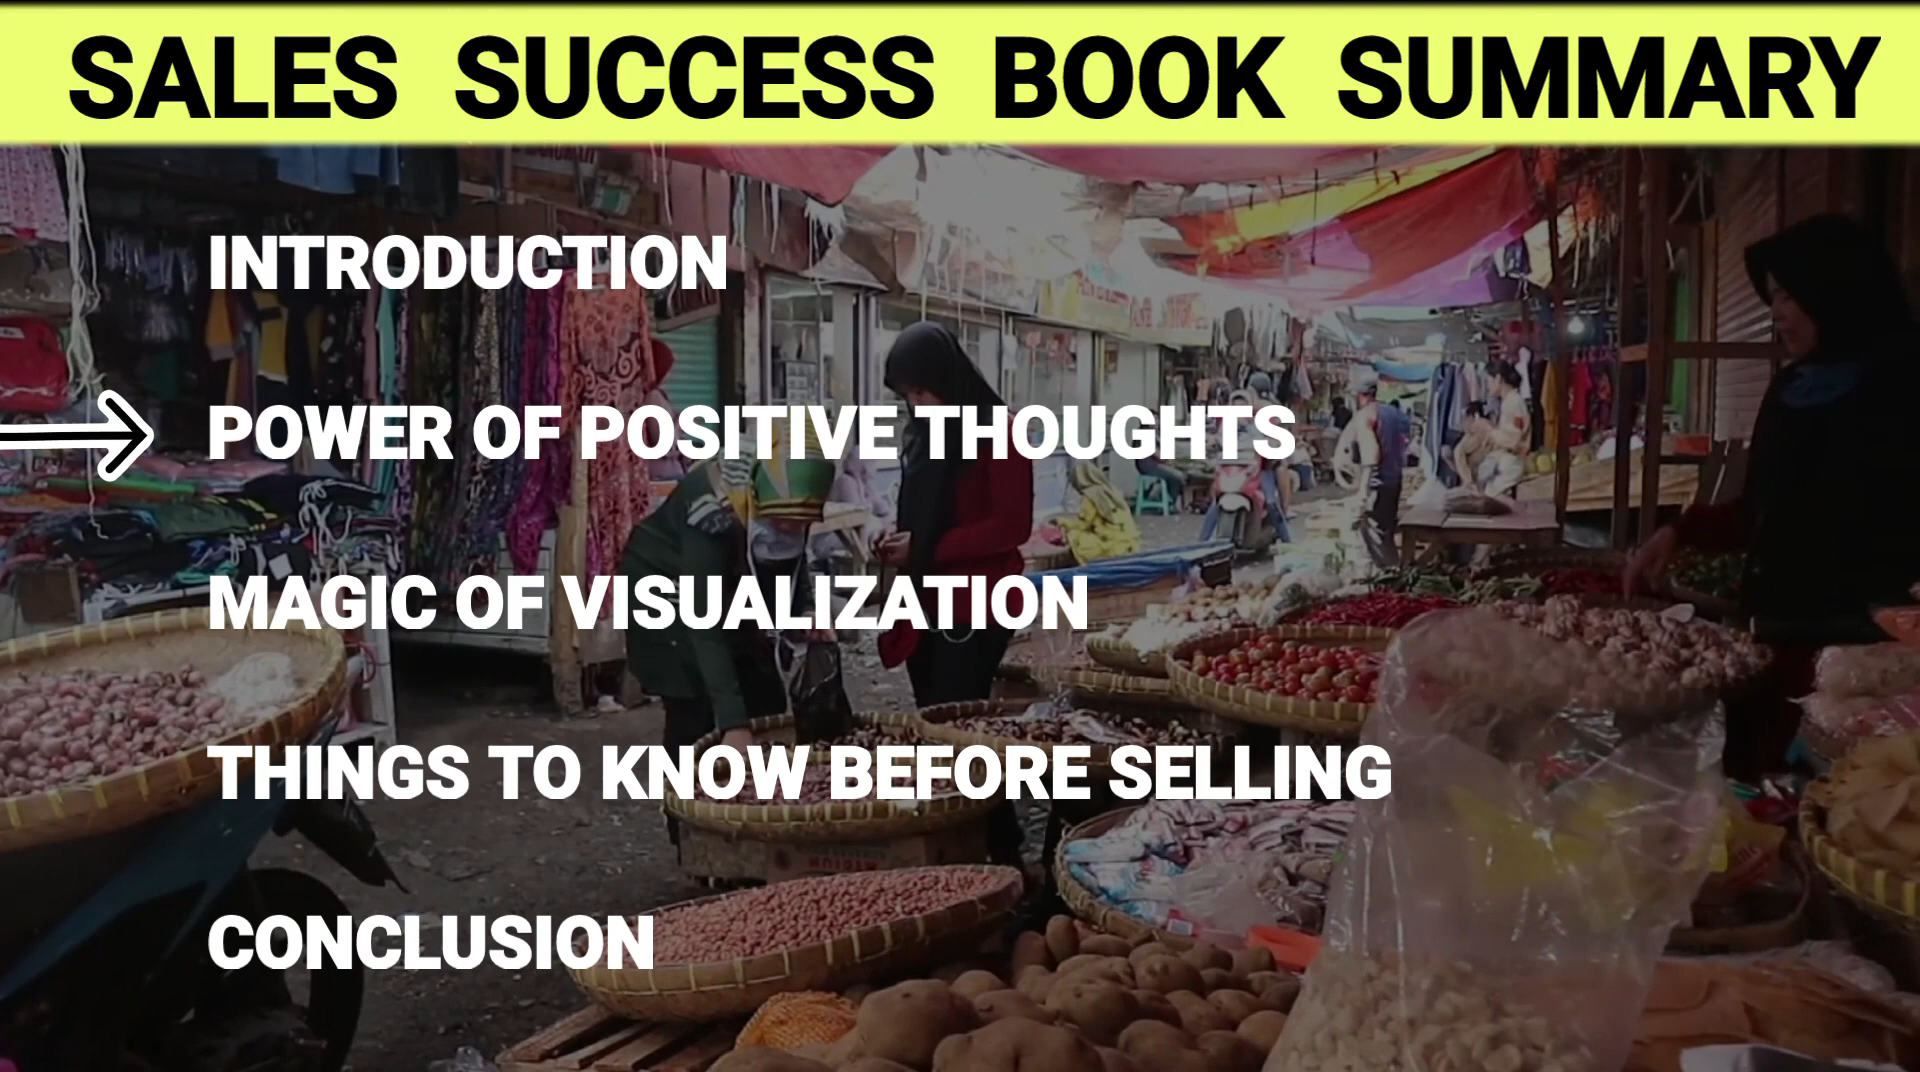 SALES SUCCESS BOOK SUMMARY
INTRODUCTION
POWER OF POSITIVE THOUGHTS
MAGIC OF VISUALIZATION
THINGS TO KNOW BEFORE SELLING
CONCLUSION